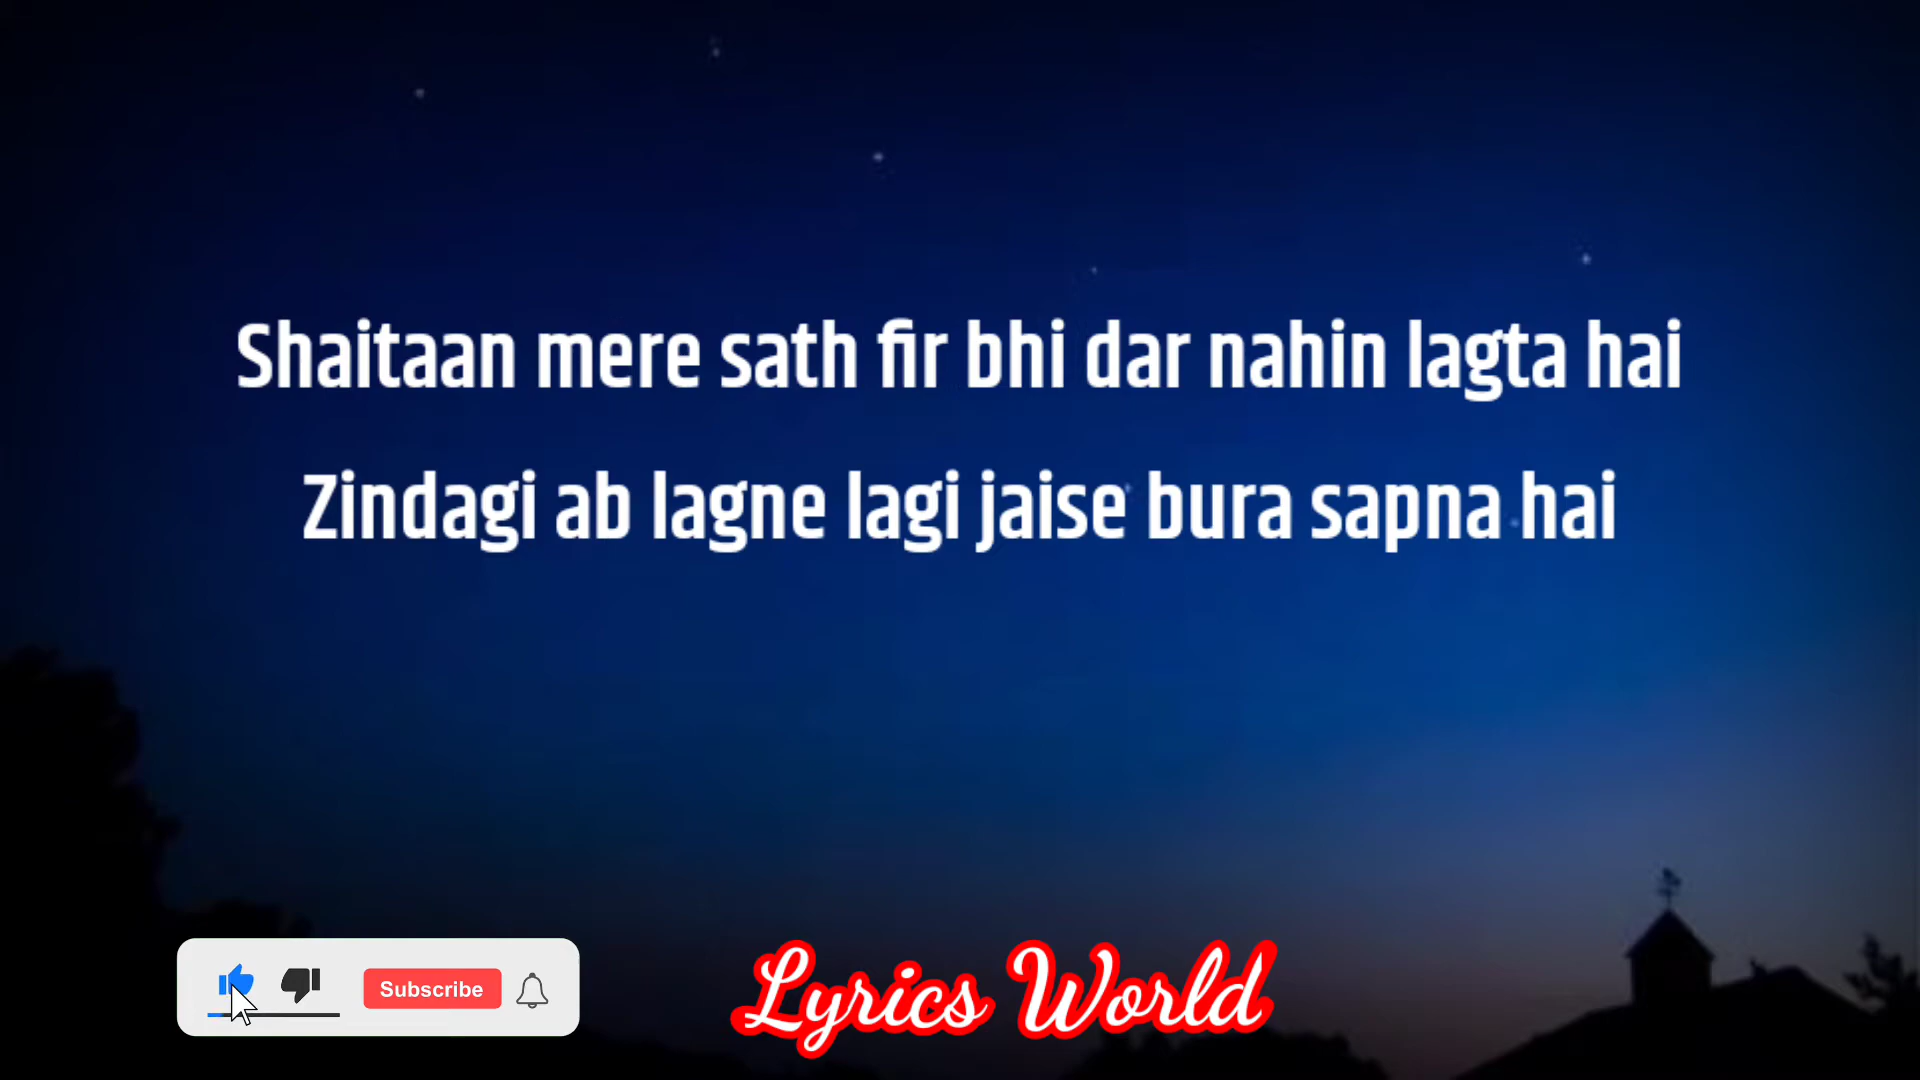 Shaitaan mere sath fir bhi dar nahin lagta hai
Zindagi ab lagne lagi jaise bura sapna hai
Subscribe
Lyrics World